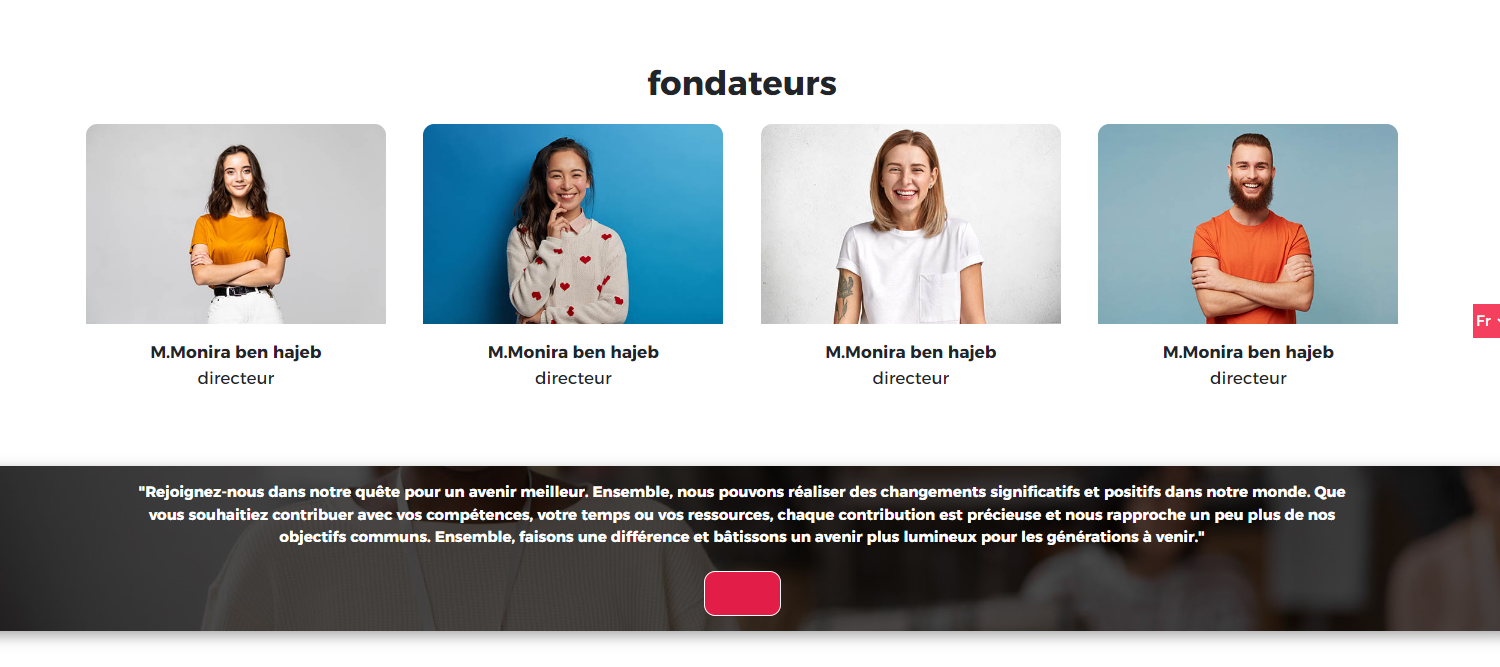 fondateurs
M.Monira ben hajeb
directeur
M.Monira ben hajeb
directeur
M.Monira ben hajeb
directeur
M.Monira ben hajeb
directeur
Fr
"Rejoignez-nous dans notre quête pour un avenir meilleur. Ensemble, nous pouvons réaliser des changements significatifs et positifs dans notre monde. Que
vous souhaitiez contribuer avec vos compétences, votre temps ou vos ressources, chaque contribution est précieuse et nous rapproche un peu plus de nos
objectifs communs. Ensemble, faisons une différence et bâtissons un avenir plus lumineux pour les générations à venir."